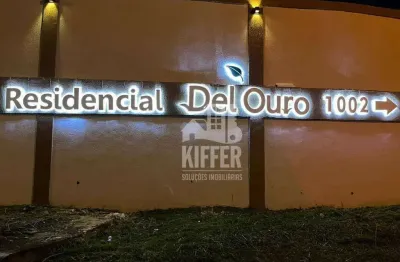 Residencial Del Ouro 1002
KIFFER
SOLUÇÕES IMOBILIÁRIAS